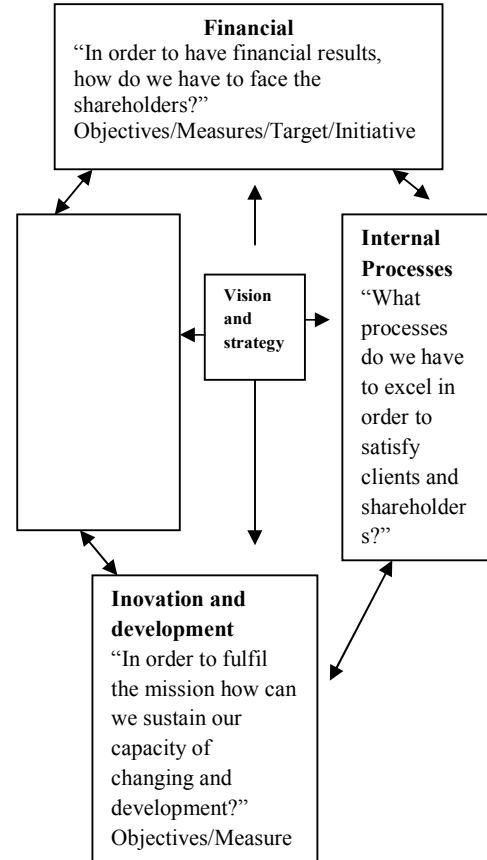 Financial
“In order to have financial results,
how do we have to face the
shareholders?”
Objectives/Measures/Target/Initiative
Vision
and
strategy
Internal
Processes
“What
processes
do we have
to excel in
order to
satisfy
clients and
shareholder
s?”
Inovation and
development
“In order to fulfil
the mission how can
we sustain our
capacity of
changing and
development?”
Objectives/Measure